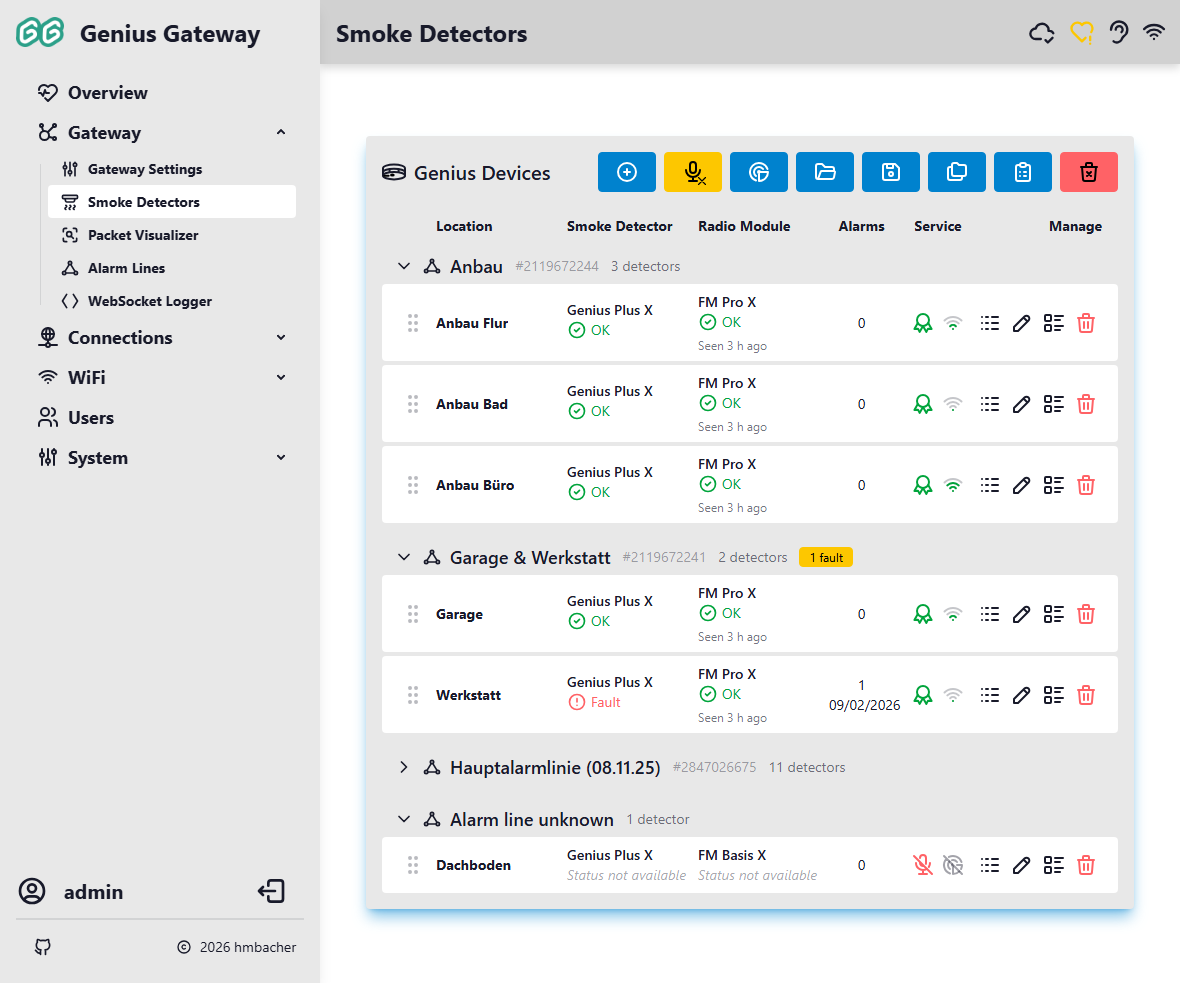 Genius Gateway
Smoke Detectors
Overview
Gateway
Gateway Settings
Smoke Detectors
Packet Visualizer
Alarm Lines
WebSocket Logger
Connections
WiFi
Users
System
admin
© 2026 hmbacher
Genius Devices
Location Smoke Detector Radio Module Alarms Service Manage
Anbau #2119672244 3 detectors
Anbau Flur
Genius Plus X
OK
FM Pro X
OK
Seen 3 h ago
0
Anbau Bad
Genius Plus X
OK
FM Pro X
OK
Seen 3 h ago
0
Anbau Büro
Genius Plus X
OK
FM Pro X
OK
Seen 3 h ago
0
Garage & Werkstatt #2119672241 2 detectors 1 fault
Garage
Genius Plus X
OK
FM Pro X
OK
Seen 3 h ago
0
Werkstatt
Genius Plus X
Fault
FM Pro X
OK
Seen 3 h ago
1
09/02/2026
Hauptalarmlinie (08.11.25) #2847026675 11 detectors
Alarm line unknown 1 detector
Dachboden
Genius Plus X
Status not available
FM Basis X
Status not available
0